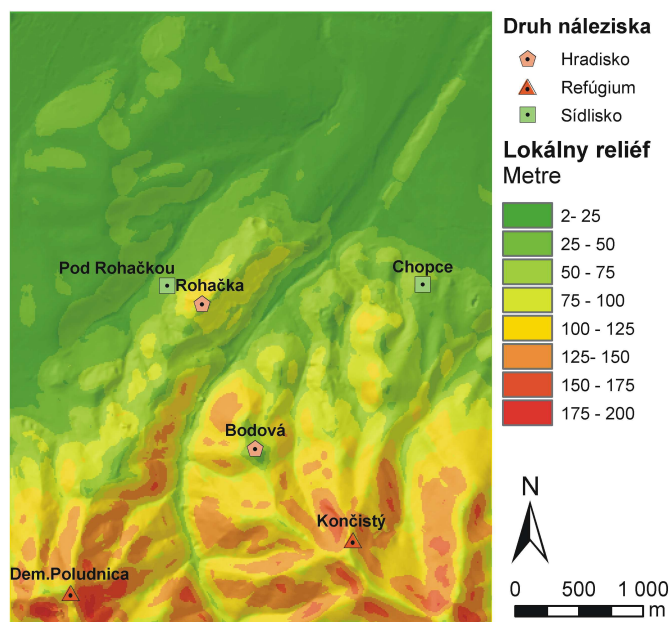 Pod Rohačkou
Rohačka
Chopce
Bodová
Končistý
Dem.Poludnica
Druh náleziska
Hradisko
Refúgium
Sídlisko
Lokálny reliéf
Metre
2- 25
25 - 50
50 - 75
75 - 100
100 - 125
125- 150
150 - 175
175 - 200
N
0 500 1 000
m